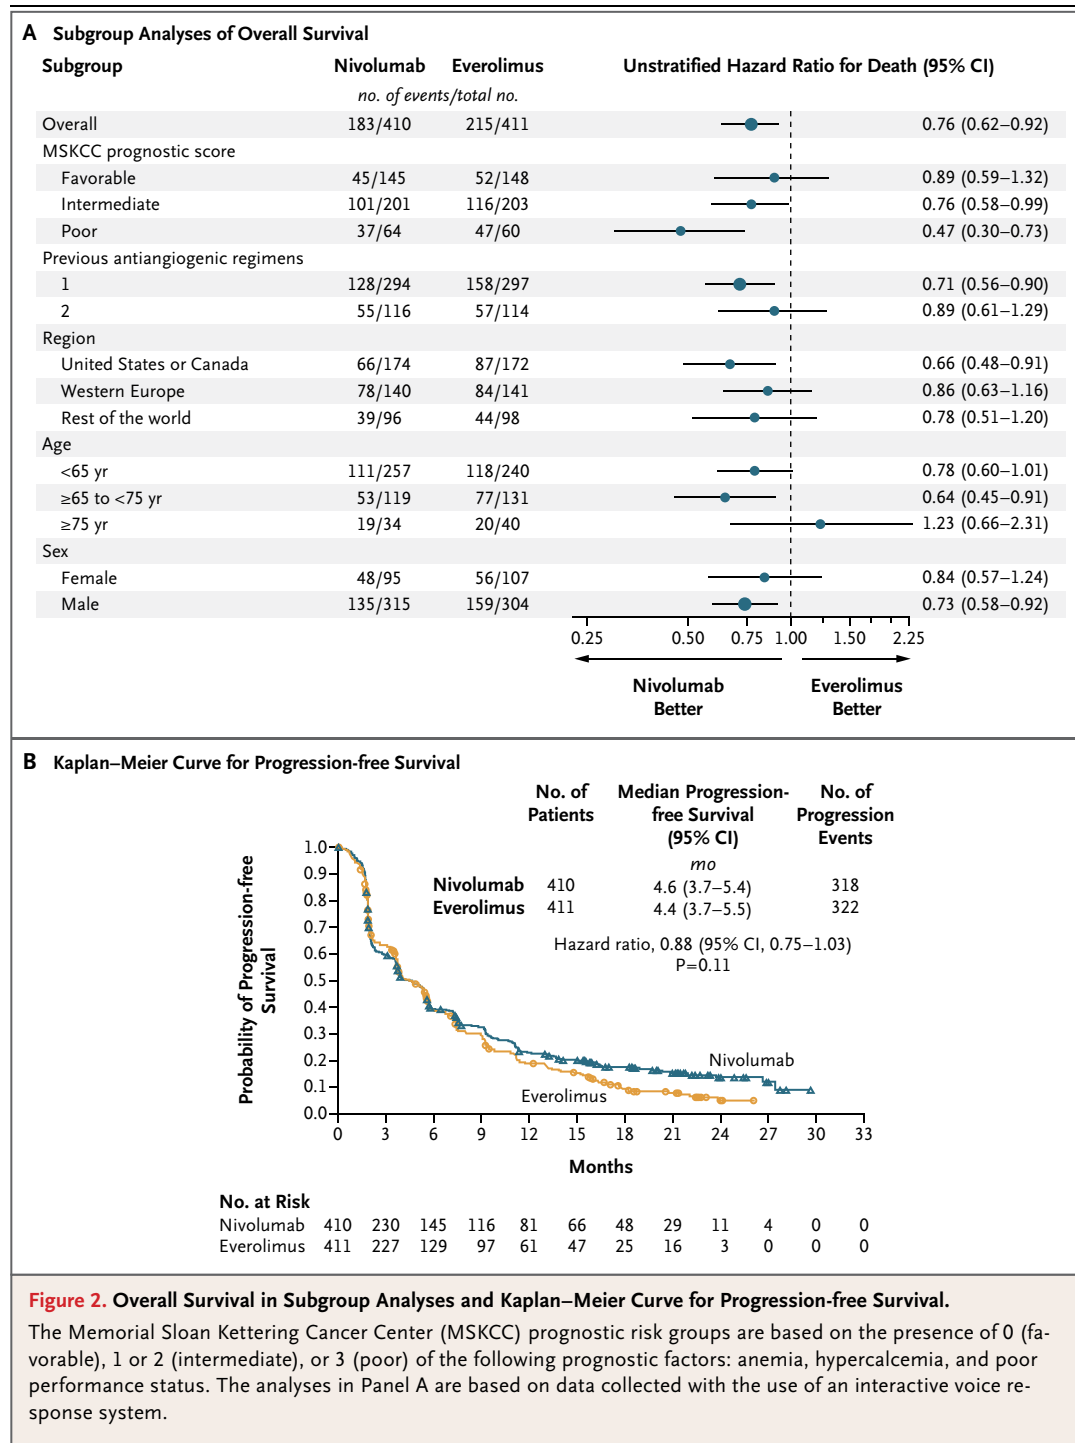 A Subgroup Analyses of Overall Survival
Subgroup Nivolumab Everolimus Unstratified Hazard Ratio for Death (95% CI)
no. of events/total no.
Overall 183/410 215/411 0.76 (0.62–0.92)
MSKCC prognostic score
Favorable 45/145 52/148 0.89 (0.59–1.32)
Intermediate 101/201 116/203 0.76 (0.58–0.99)
Poor 37/64 47/60 0.47 (0.30–0.73)
Previous antiangiogenic regimens
1 128/294 158/297 0.71 (0.56–0.90)
2 55/116 57/114 0.89 (0.61–1.29)
Region
United States or Canada 66/174 87/172 0.66 (0.48–0.91)
Western Europe 78/140 84/141 0.86 (0.63–1.16)
Rest of the world 39/96 44/98 0.78 (0.51–1.20)
Age
<65 yr 111/257 118/240 0.78 (0.60–1.01)
≥65 to <75 yr 53/119 77/131 0.64 (0.45–0.91)
≥75 yr 19/34 20/40 1.23 (0.66–2.31)
Sex
Female 48/95 56/107 0.84 (0.57–1.24)
Male 135/315 159/304 0.73 (0.58–0.92)
0.25 0.50 0.75 1.00 1.50 2.25
Nivolumab Better
Everolimus Better
B Kaplan–Meier Curve for Progression-free Survival
No. of Patients
Median Progression-free Survival (95% CI)
No. of Progression Events
mo
Nivolumab 410 4.6 (3.7–5.4) 318
Everolimus 411 4.4 (3.7–5.5) 322
Hazard ratio, 0.88 (95% CI, 0.75–1.03)
P=0.11
Probability of Progression-free Survival
1.0
0.9
0.8
0.7
0.6
0.5
0.4
0.3
0.2
0.1
0.0
Nivolumab
Everolimus
0 3 6 9 12 15 18 21 24 27 30 33
Months
No. at Risk
Nivolumab 410 230 145 116 81 66 48 29 11 4 0 0
Everolimus 411 227 129 97 61 47 25 16 3 0 0 0
Figure 2. Overall Survival in Subgroup Analyses and Kaplan–Meier Curve for Progression-free Survival.
The Memorial Sloan Kettering Cancer Center (MSKCC) prognostic risk groups are based on the presence of 0 (fa-
vorable), 1 or 2 (intermediate), or 3 (poor) of the following prognostic factors: anemia, hypercalcemia, and poor
performance status. The analyses in Panel A are based on data collected with the use of an interactive voice re-
sponse system.